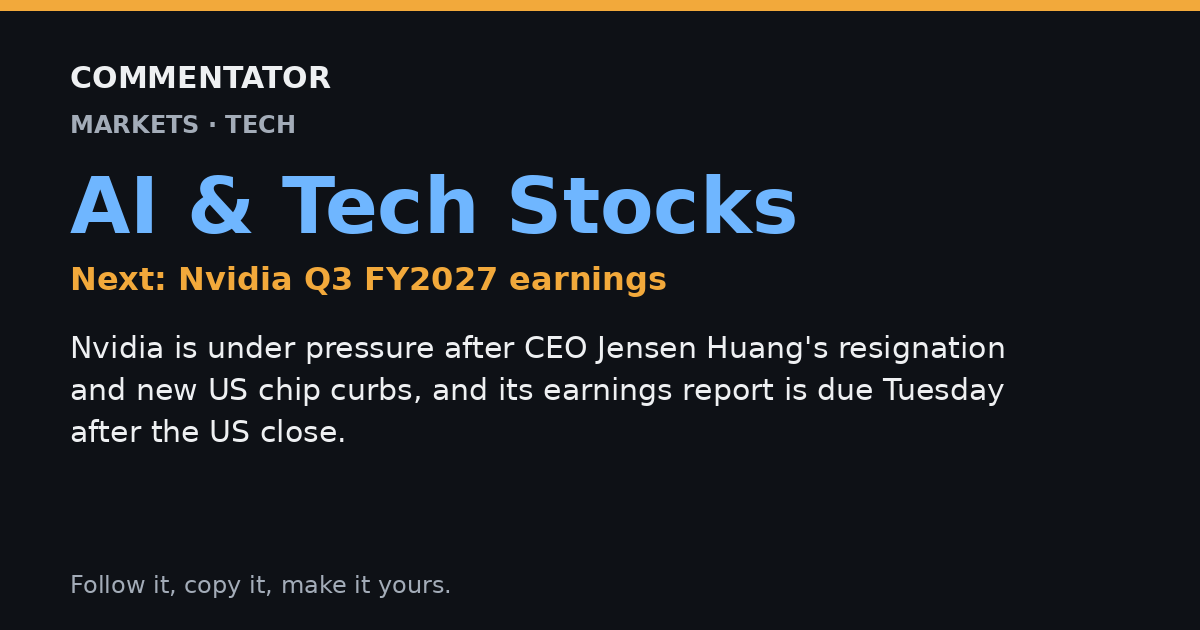 COMMENTATOR
MARKETS · TECH
AI & Tech Stocks
Next: Nvidia Q3 FY2027 earnings
Nvidia is under pressure after CEO Jensen Huang's resignation
and new US chip curbs, and its earnings report is due Tuesday
after the US close.
Follow it, copy it, make it yours.